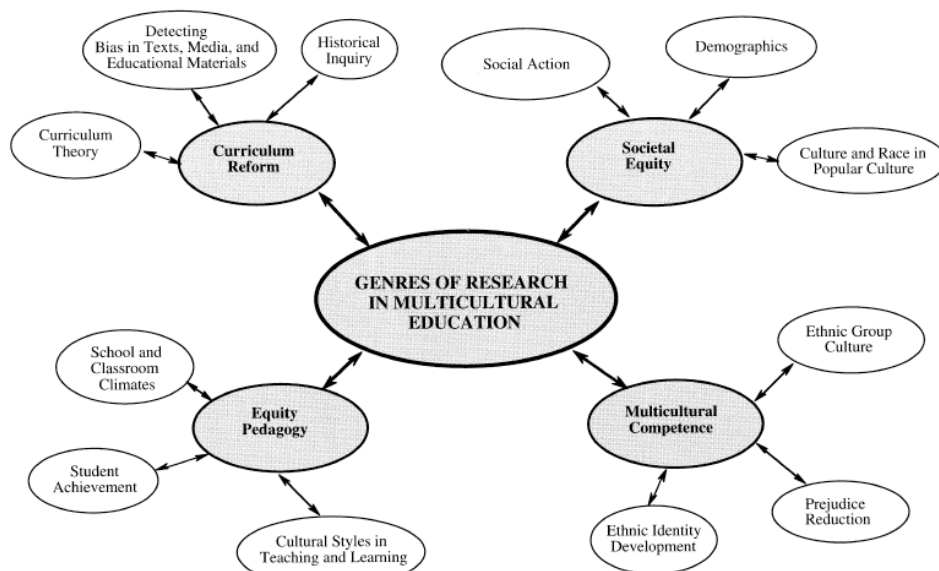 Detecting
Bias in Texts, Media, and
Educational Materials
Historical
Inquiry
Curriculum
Theory
Curriculum
Reform
Social Action
Demographics
Societal
Equity
Culture and Race in
Popular Culture
GENRES OF RESEARCH
IN MULTICULTURAL
EDUCATION
School and
Classroom
Climates
Equity
Pedagogy
Student
Achievement
Cultural Styles in
Teaching and Learning
Ethnic Group
Culture
Multicultural
Competence
Ethnic Identity
Development
Prejudice
Reduction